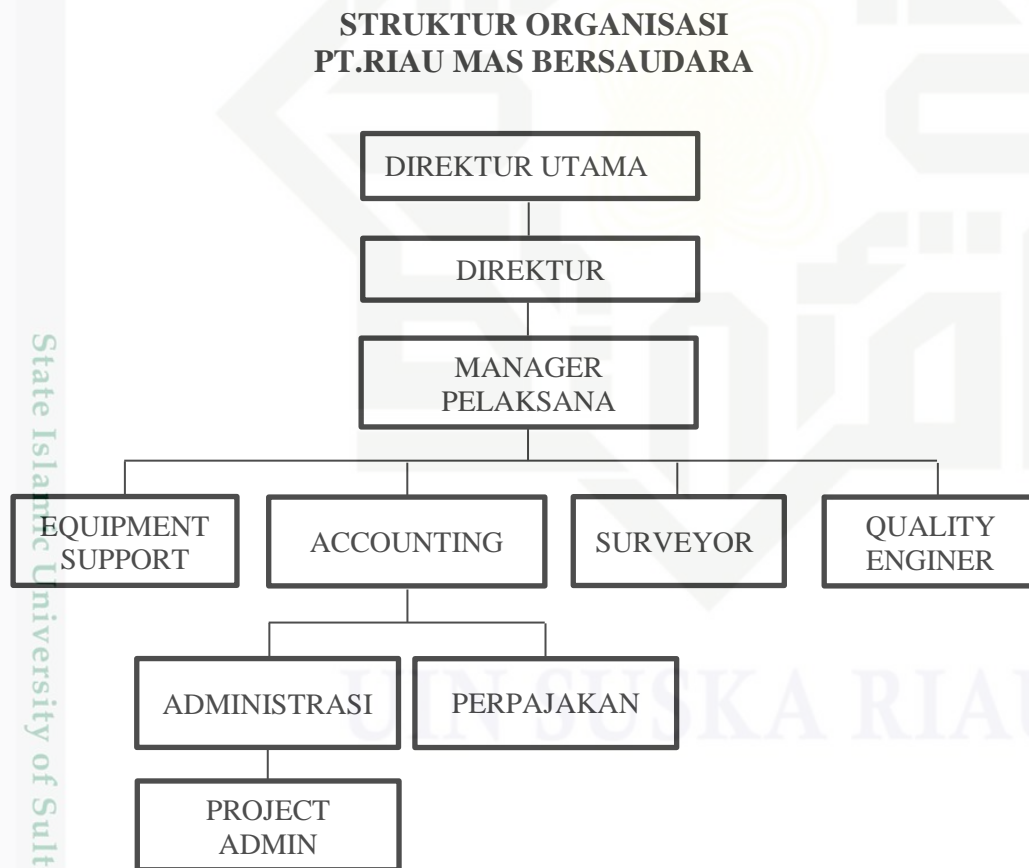 STRUKTUR ORGANISASI
PT.RIAU MAS BERSAUDARA
DIREKTUR UTAMA
DIREKTUR
MANAGER
PELAKSANA
EQUIPMENT
SUPPORT
ACCOUNTING
SURVEYOR
QUALITY
ENGINER
ADMINISTRASI
PERPAJAKAN
PROJECT
ADMIN
UIN SUSKA RIAU
State Islamic University of Sult